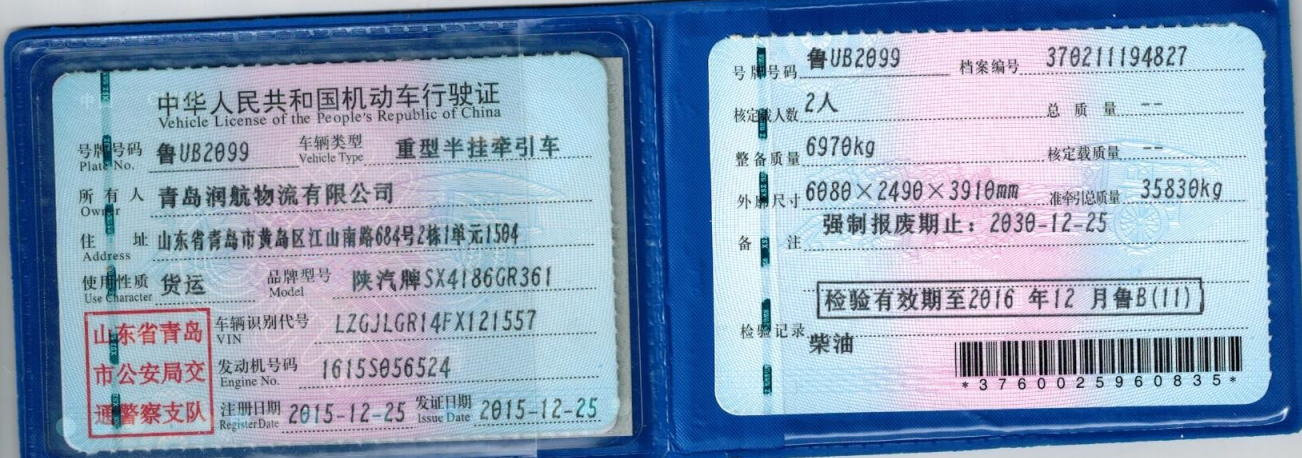 中华人民共和国机动车行驶证
Vehicle License of the People's Republic of China
号牌号码 鲁UB2099 车辆类型 重型半挂牵引车
Plate No. Vehicle Type
所有人 青岛润航物流有限公司
Owner
住址 山东省青岛市黄岛区江山南路684号2栋1单元1504
Address
使用性质 货运 品牌型号 陕汽牌SX4186GR361
Use Character Model
山东省青岛
市公安局交
通警察支队
车辆识别代号 LZGJLGR14FX121557
VIN
发动机号码 1615S056524
Engine No.
注册日期 2015-12-25 发证日期 2015-12-25
Register Date Issue Date
号牌号码 鲁UB2099 档案编号 370211194827
核定载人数 2人 总质量 --
整备质量 6970kg 核定载质量 --
外廓尺寸 6080×2490×3910mm 准牵引总质量 35830kg
备注 强制报废期止：2030-12-25
检验有效期至2016 年12 月鲁B(11)
检验记录
柴油
*3760025960835*